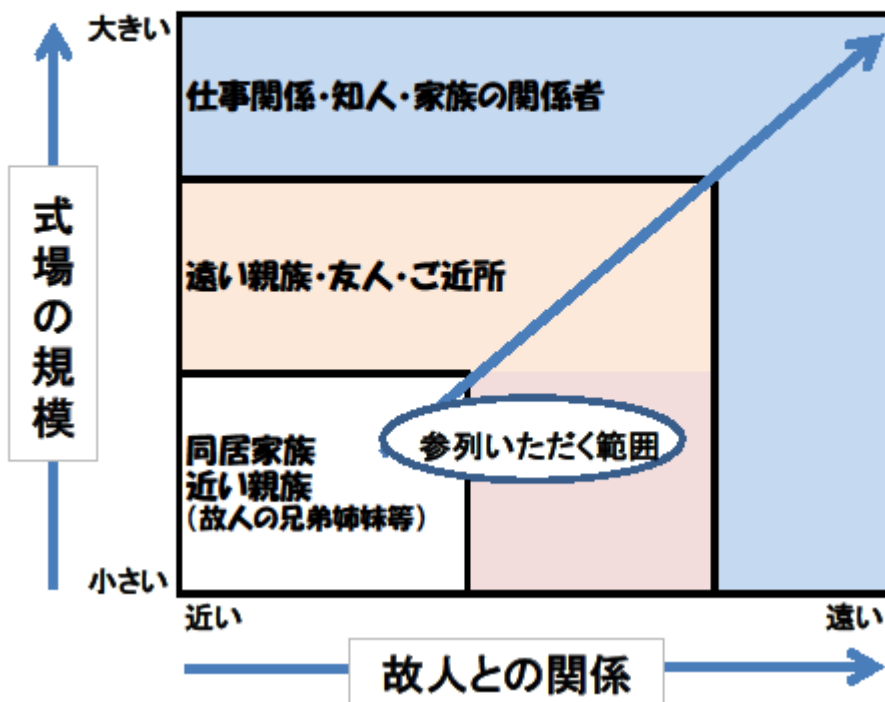 大きい
仕事関係・知人・家族の関係者
式場の規模
遠い親族・友人・ご近所
参列いただく範囲
同居家族
近い親族
(故人の兄弟姉妹等)
小さい
近い
遠い
故人との関係